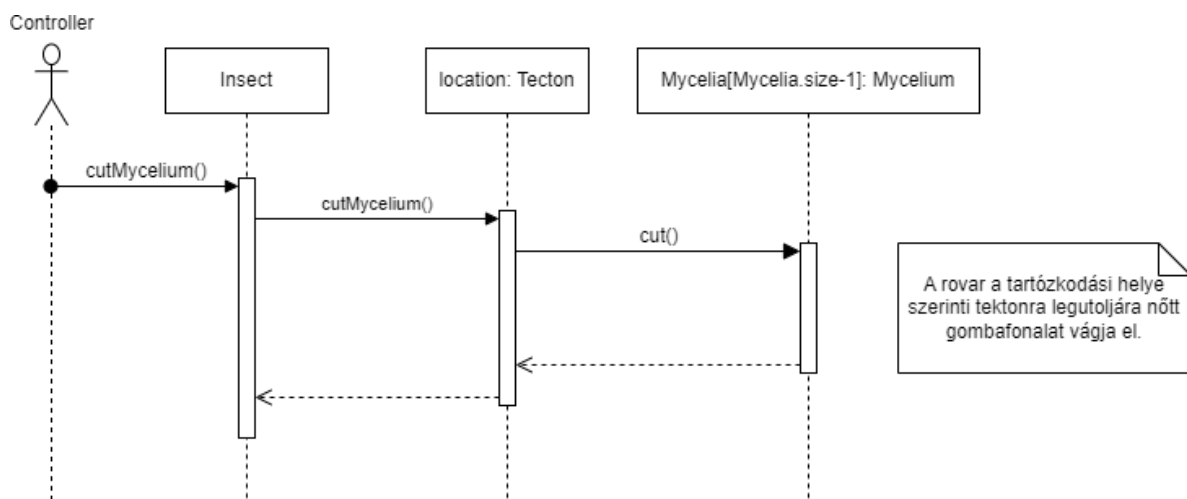 Controller
Insect
location: Tecton
Mycelia[Mycelia.size-1]: Mycelium
cutMycelium()
cutMycelium()
cut()
A rovar a tartózkodási helye
szerinti tektonra legutoljára nőtt
gombafonalat vágja el.